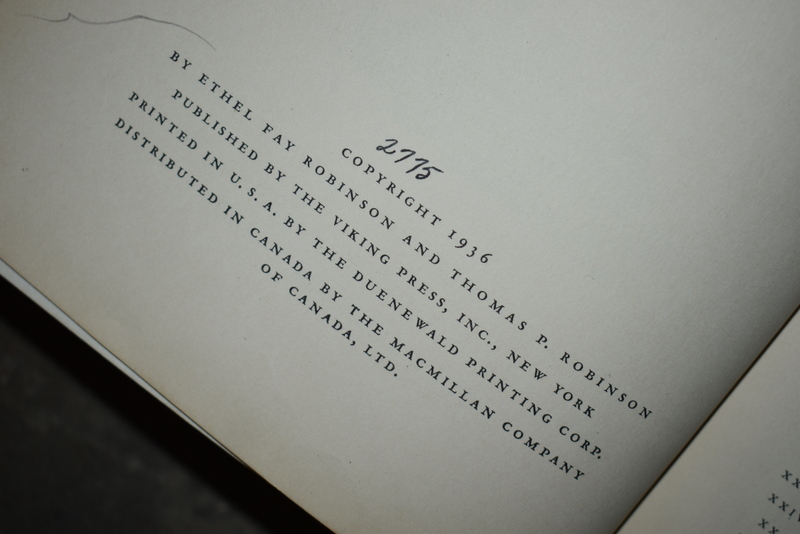 2775
COPYRIGHT 1936
BY ETHEL FAY ROBINSON AND THOMAS P. ROBINSON
PUBLISHED BY THE VIKING PRESS, INC., NEW YORK
PRINTED IN U. S. A. BY THE DUENEWALD PRINTING CORP.
DISTRIBUTED IN CANADA BY THE MACMILLAN COMPANY
OF CANADA, LTD.